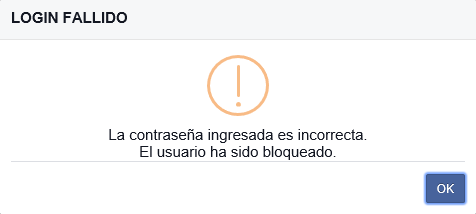 LOGIN FALLIDO
La contraseña ingresada es incorrecta.
El usuario ha sido bloqueado.
OK